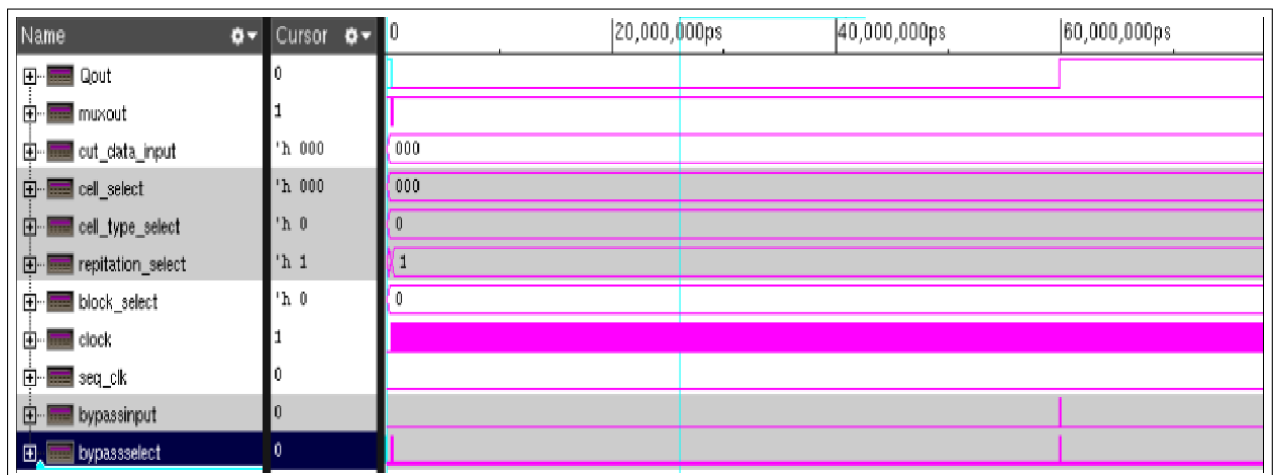 Name Cursor 0 20,000,000ps 40,000,000ps 60,000,000ps
Qout 0
muxout 1
cut_data_input 'h 000 000
cell_select 'h 000 000
cell_type_select 'h 0 0
repitation_select 'h 1 1
block_select 'h 0 0
clock 1
seq_clk 0
bypassinput 0
bypassselect 0